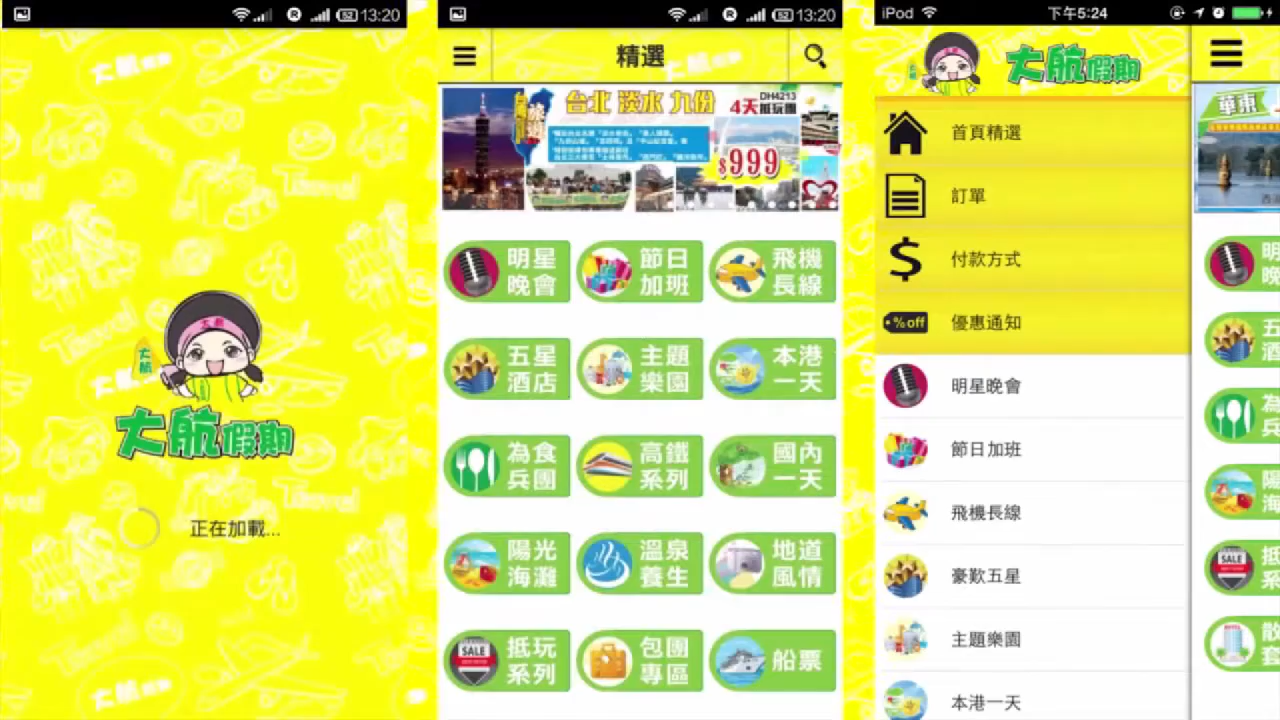 13:20
大航
大航假期
正在加載...
13:20
精選
台北 淡水 九份
DH4213
4天抵玩團
$999
明星
晚會
節日
加班
飛機
長線
五星
酒店
主題
樂園
本港
一天
為食
兵團
高鐵
系列
國內
一天
陽光
海灘
溫泉
養生
地道
風情
SALE
抵玩
系列
包團
專區
船票
iPod
下午5:24
大航假期
首頁精選
訂單
付款方式
%off
優惠通知
明星晚會
節日加班
飛機長線
豪歎五星
主題樂園
本港一天
華東
SALE